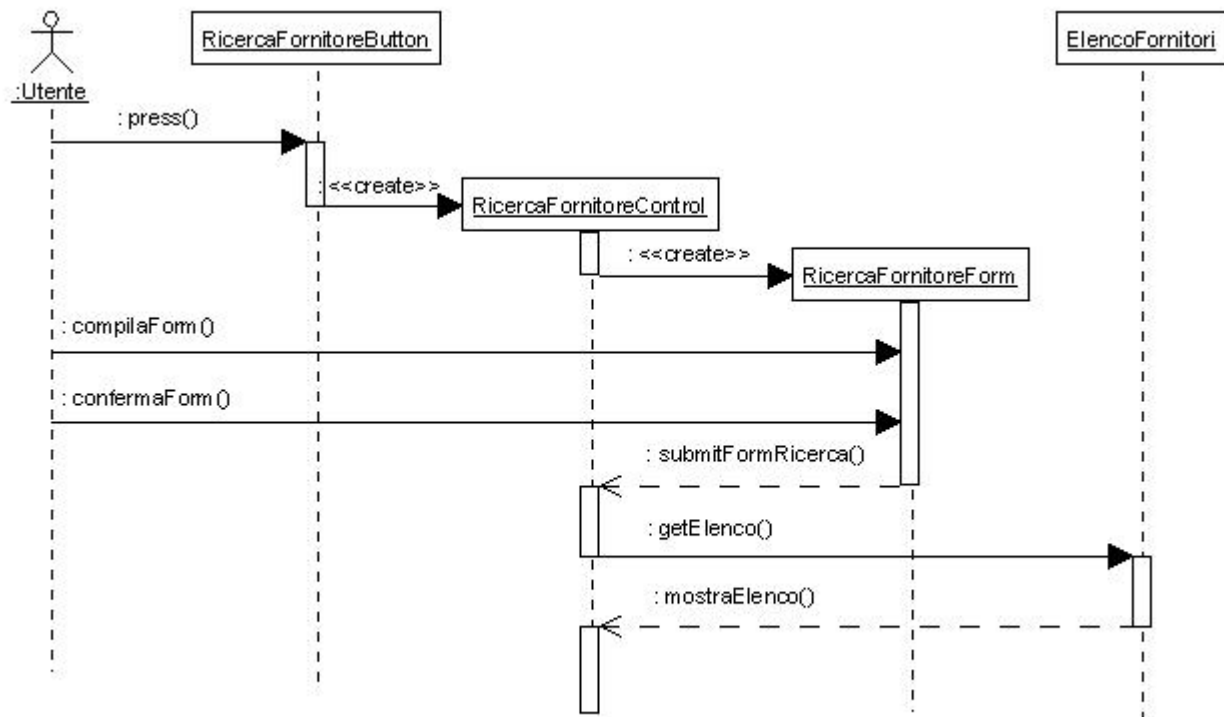 RicercaFornitoreButton
ElencoFornitori
:Utente
: press()
: <<create>>
RicercaFornitoreControl
: <<create>>
RicercaFornitoreForm
: compilaForm()
: confermaForm()
: submitFormRicerca()
: getElenco()
: mostraElenco()